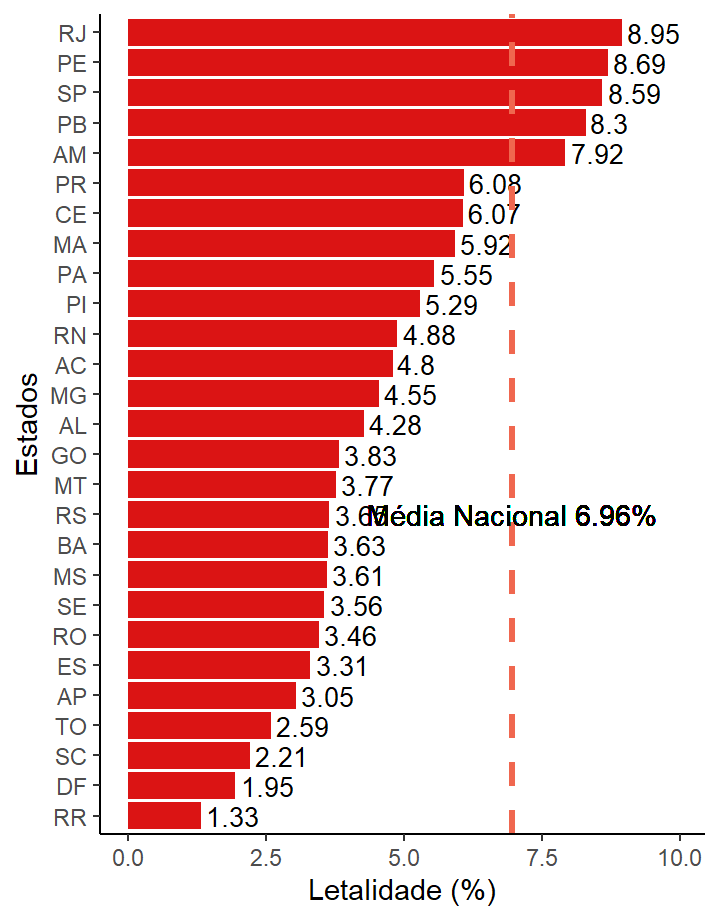 RJ 8.95
PE 8.69
SP 8.59
PB 8.3
AM 7.92
PR 6.08
CE 6.07
MA 5.92
PA 5.55
PI 5.29
RN 4.88
AC 4.8
MG 4.55
AL 4.28
GO 3.83
MT 3.77
RS 3.65 Média Nacional 6.96%
BA 3.63
MS 3.61
SE 3.56
RO 3.46
ES 3.31
AP 3.05
TO 2.59
SC 2.21
DF 1.95
RR 1.33
Estados
0.0 2.5 5.0 7.5 10.0
Letalidade (%)